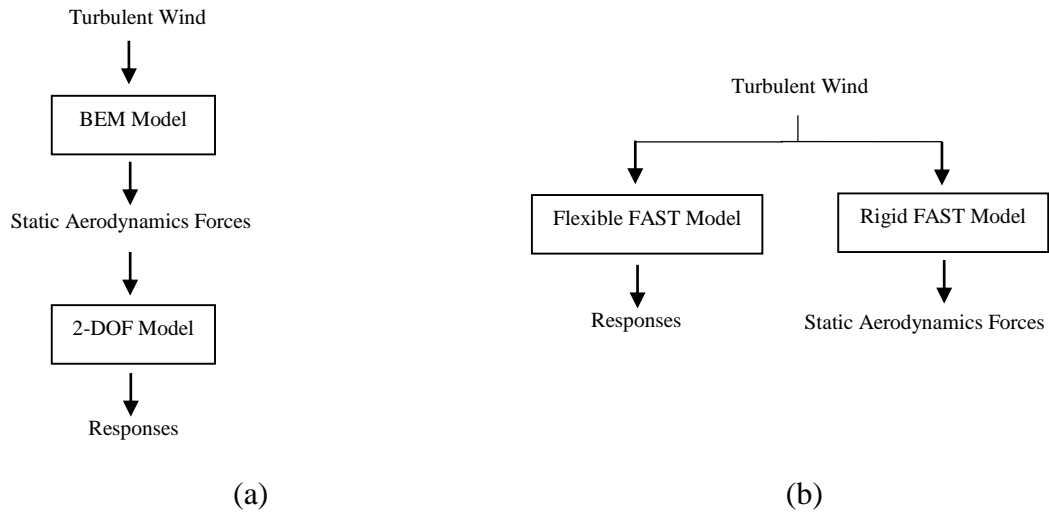 Turbulent Wind
BEM Model
Static Aerodynamics Forces
2-DOF Model
Responses
(a)
Turbulent Wind
Flexible FAST Model
Rigid FAST Model
Responses
Static Aerodynamics Forces
(b)